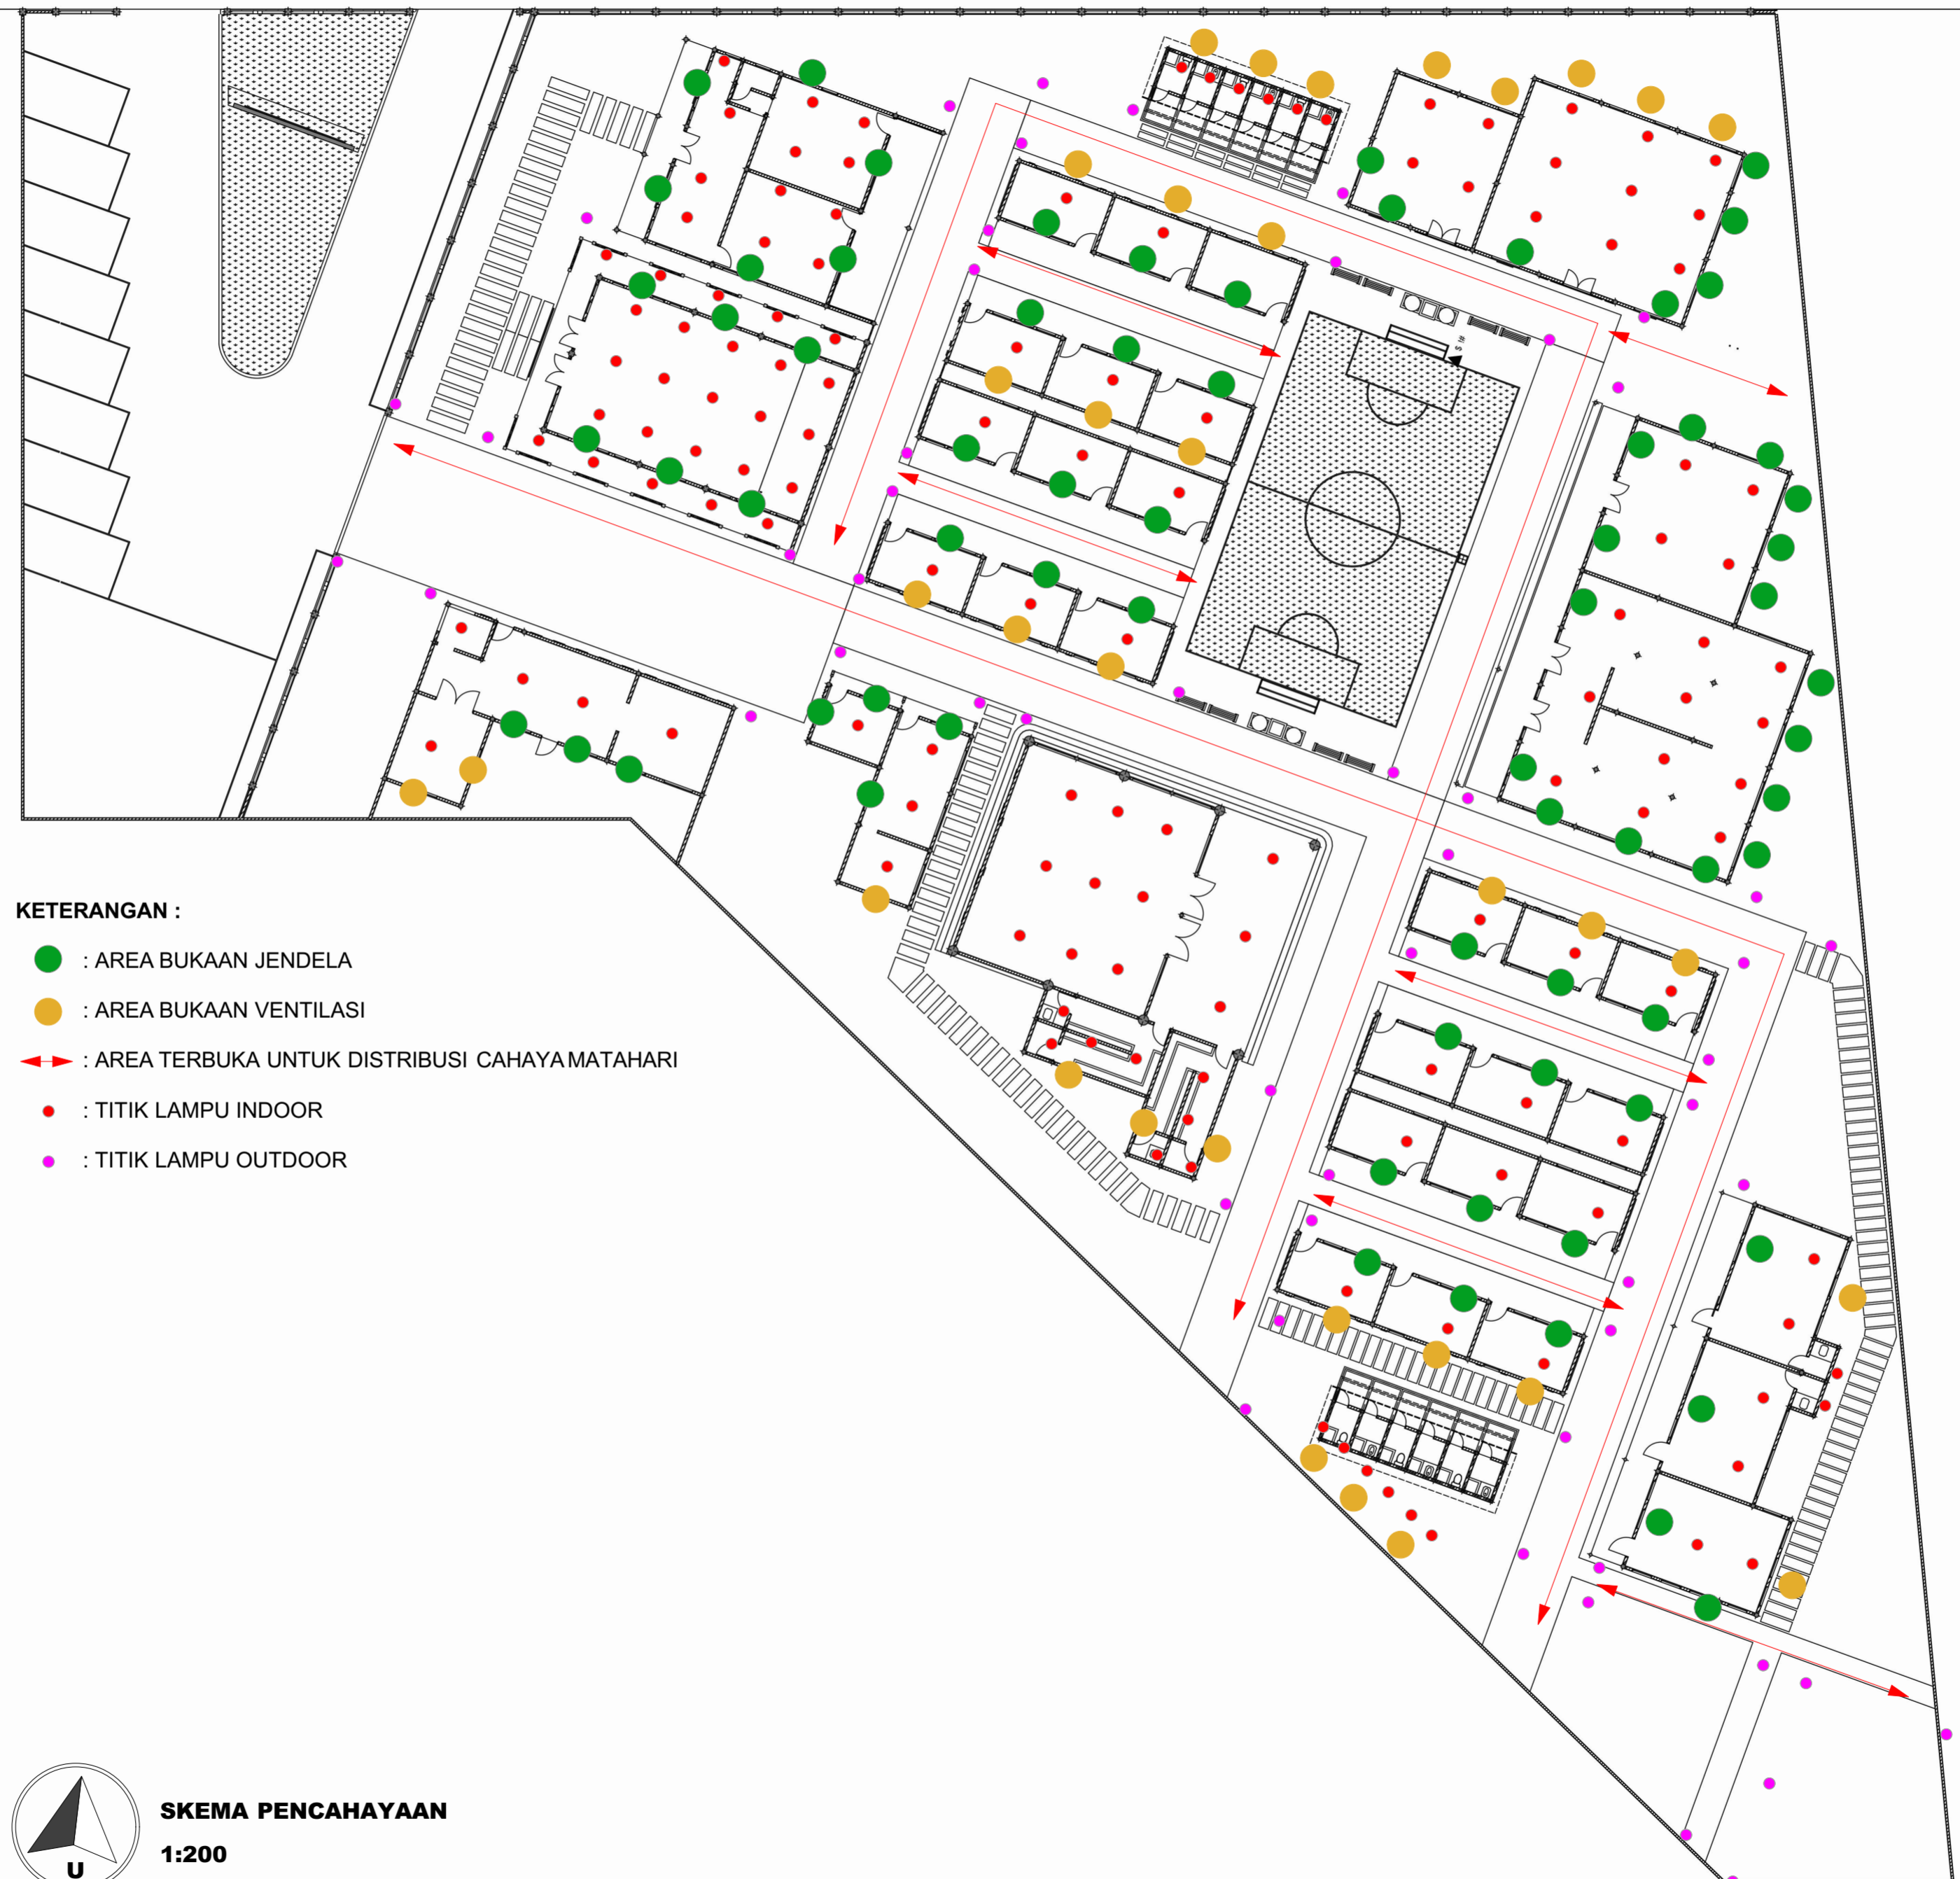 KETERANGAN :
: AREA BUKAAN JENDELA
: AREA BUKAAN VENTILASI
: AREA TERBUKA UNTUK DISTRIBUSI CAHAYA MATAHARI
: TITIK LAMPU INDOOR
: TITIK LAMPU OUTDOOR
SKEMA PENCAHAYAAN
1:200
U